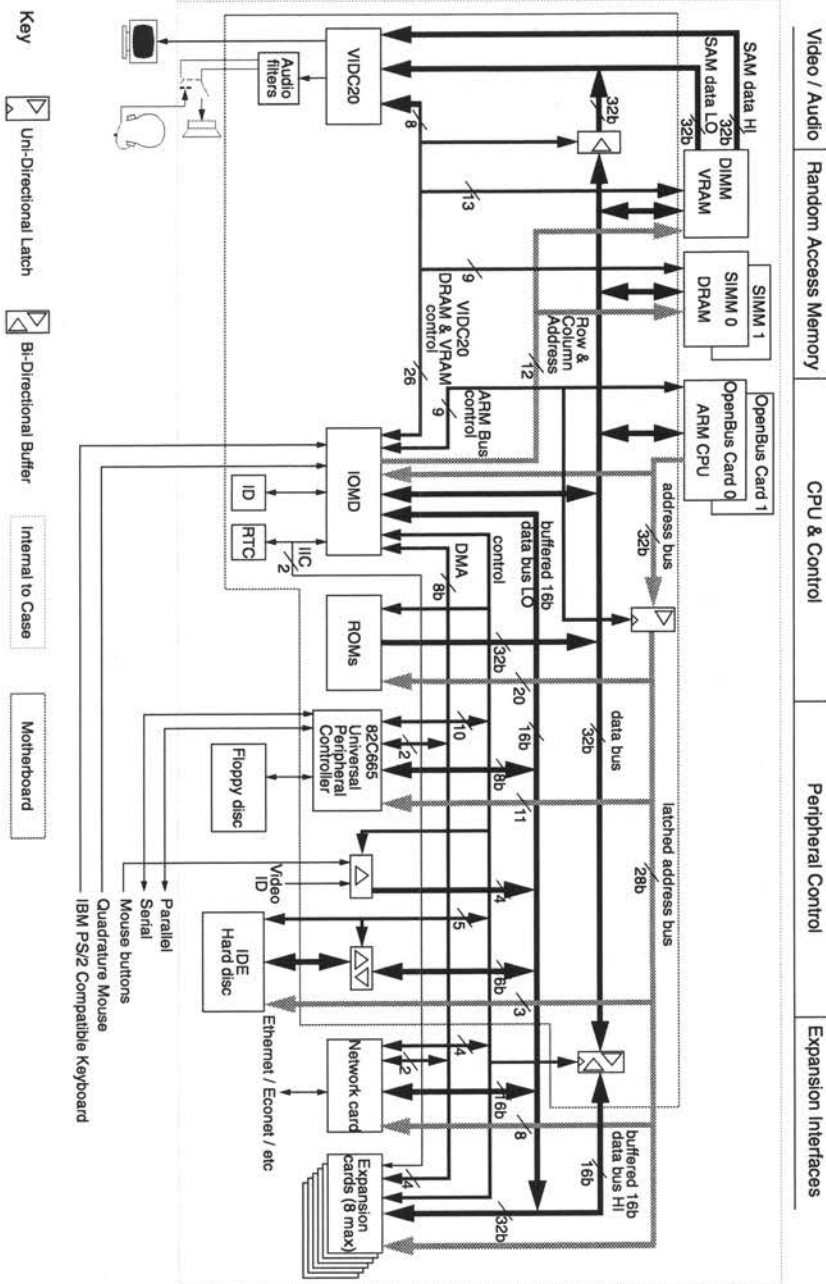 Video / Audio
Random Access Memory
CPU & Control
Peripheral Control
Expansion Interfaces
SAM data HI
32b
SAM data LO
32b
DIMM
VRAM
SIMM 1
SIMM 0
DRAM
OpenBus Card 1
OpenBus Card 0
ARM CPU
address bus
32b
latched address bus
28b
data bus
32b
32b
buffered 16b
data bus HI
16b
8
13
9
VIDC20
DRAM & VRAM
control
26
Row &
Column
Address
12
ARM Bus
control
9
buffered 16b
data bus LO
16b
control
DMA
8b
IIC
2
32b
20
10
2
8b
11
4
5
16b
3
4
2
16b
8
4
32b
VIDC20
Audio
filters
IOMD
ID
RTC
ROMs
82C665
Universal
Peripheral
Controller
Floppy disc
Video
ID
IDE
Hard disc
Network card
Ethernet / Econet / etc
Expansion
cards (8 max)
Parallel
Serial
Mouse buttons
Quadrature Mouse
IBM PS/2 Compatible Keyboard
Key
Uni-Directional Latch
Bi-Directional Buffer
Internal to Case
Motherboard